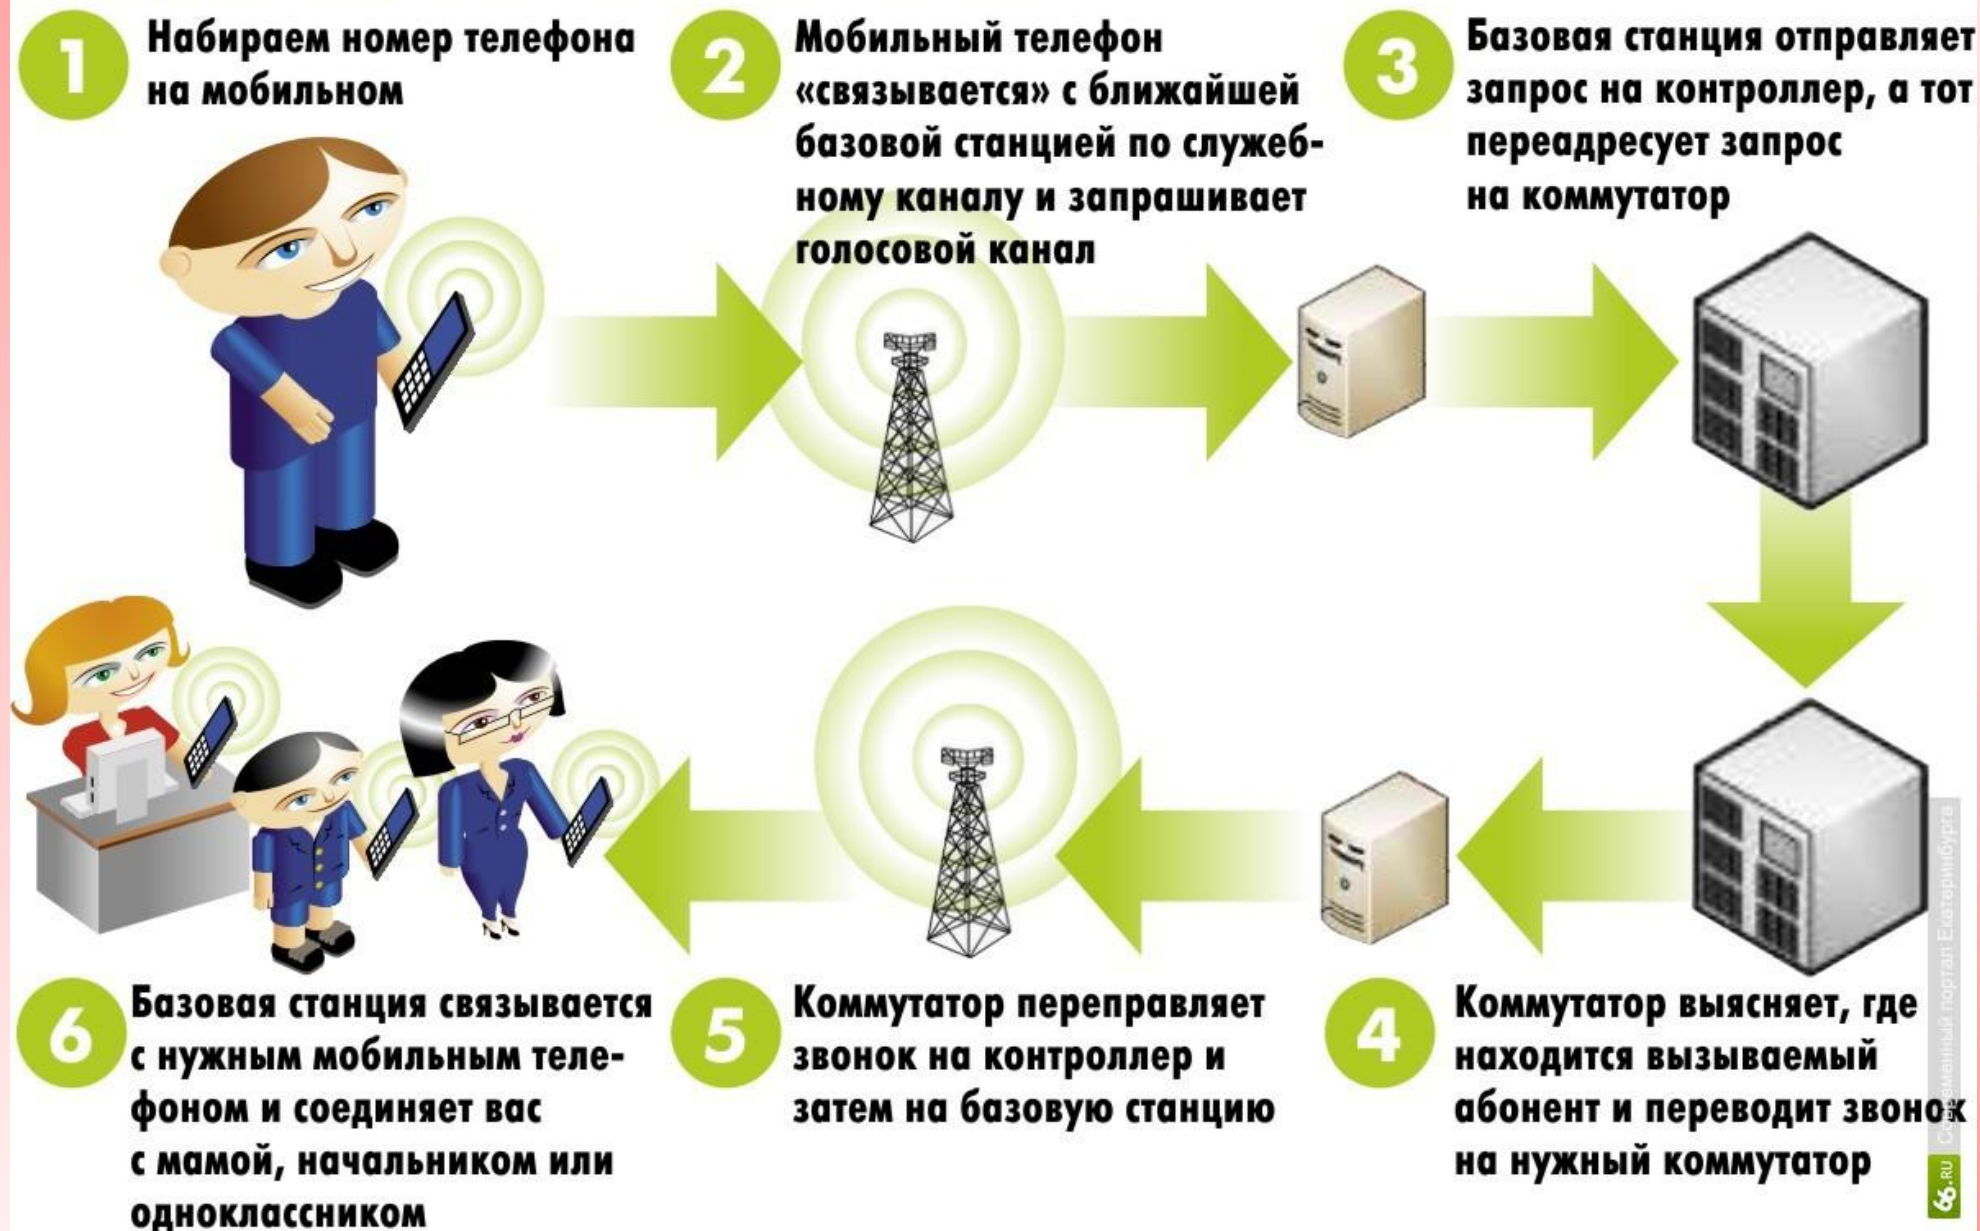 1
Набираем номер телефона
на мобильном
2
Мобильный телефон
«связывается» с ближайшей
базовой станцией по служеб-
ному каналу и запрашивает
голосовой канал
3
Базовая станция отправляет
запрос на контроллер, а тот
переадресует запрос
на коммутатор
4
Коммутатор выясняет, где
находится вызываемый
абонент и переводит звонок
на нужный коммутатор
5
Коммутатор переправляет
звонок на контроллер и
затем на базовую станцию
6
Базовая станция связывается
с нужным мобильным теле-
фоном и соединяет вас
с мамой, начальником или
одноклассником
66.RU Современный портал Екатеринбурга